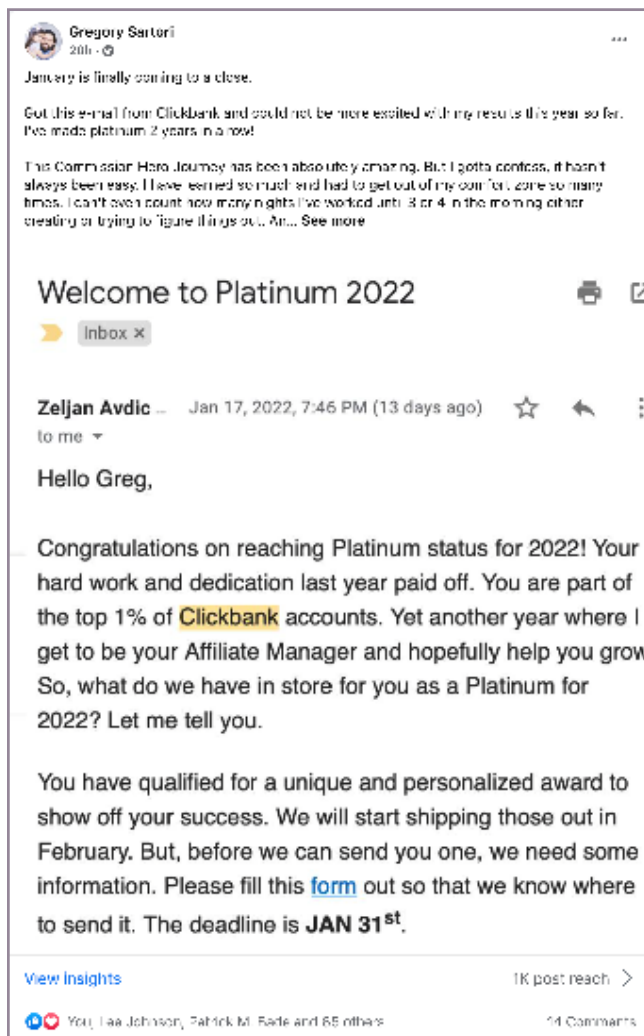 Gregory Sartori
20h ·
January is finally coming to a close.
Got this e-mail from Clickbank and could not be more excited with my results this year so far.
I've made platinum 2 years in a row!
This Commission Hero Journey has been absolutely amazing. But I gotta confess, it hasn't
always been easy. I have learned so much and had to get out of my comfort zone so many
times. I can't even count how many nights I've worked until 3 or 4 in the morning either
creating or trying to figure things out. An... See more
Welcome to Platinum 2022
Inbox ×
Zeljan Avdic Jan 17, 2022, 7:46 PM (13 days ago)
to me
Hello Greg,
Congratulations on reaching Platinum status for 2022! Your
hard work and dedication last year paid off. You are part of
the top 1% of Clickbank accounts. Yet another year where I
get to be your Affiliate Manager and hopefully help you grow
So, what do we have in store for you as a Platinum for
2022? Let me tell you.
You have qualified for a unique and personalized award to
show off your success. We will start shipping those out in
February. But, before we can send you one, we need some
information. Please fill this form out so that we know where
to send it. The deadline is JAN 31st.
View insights 1K post reach >
You, Lee Johnson, Patrick M. Bade and 65 others 14 Comments